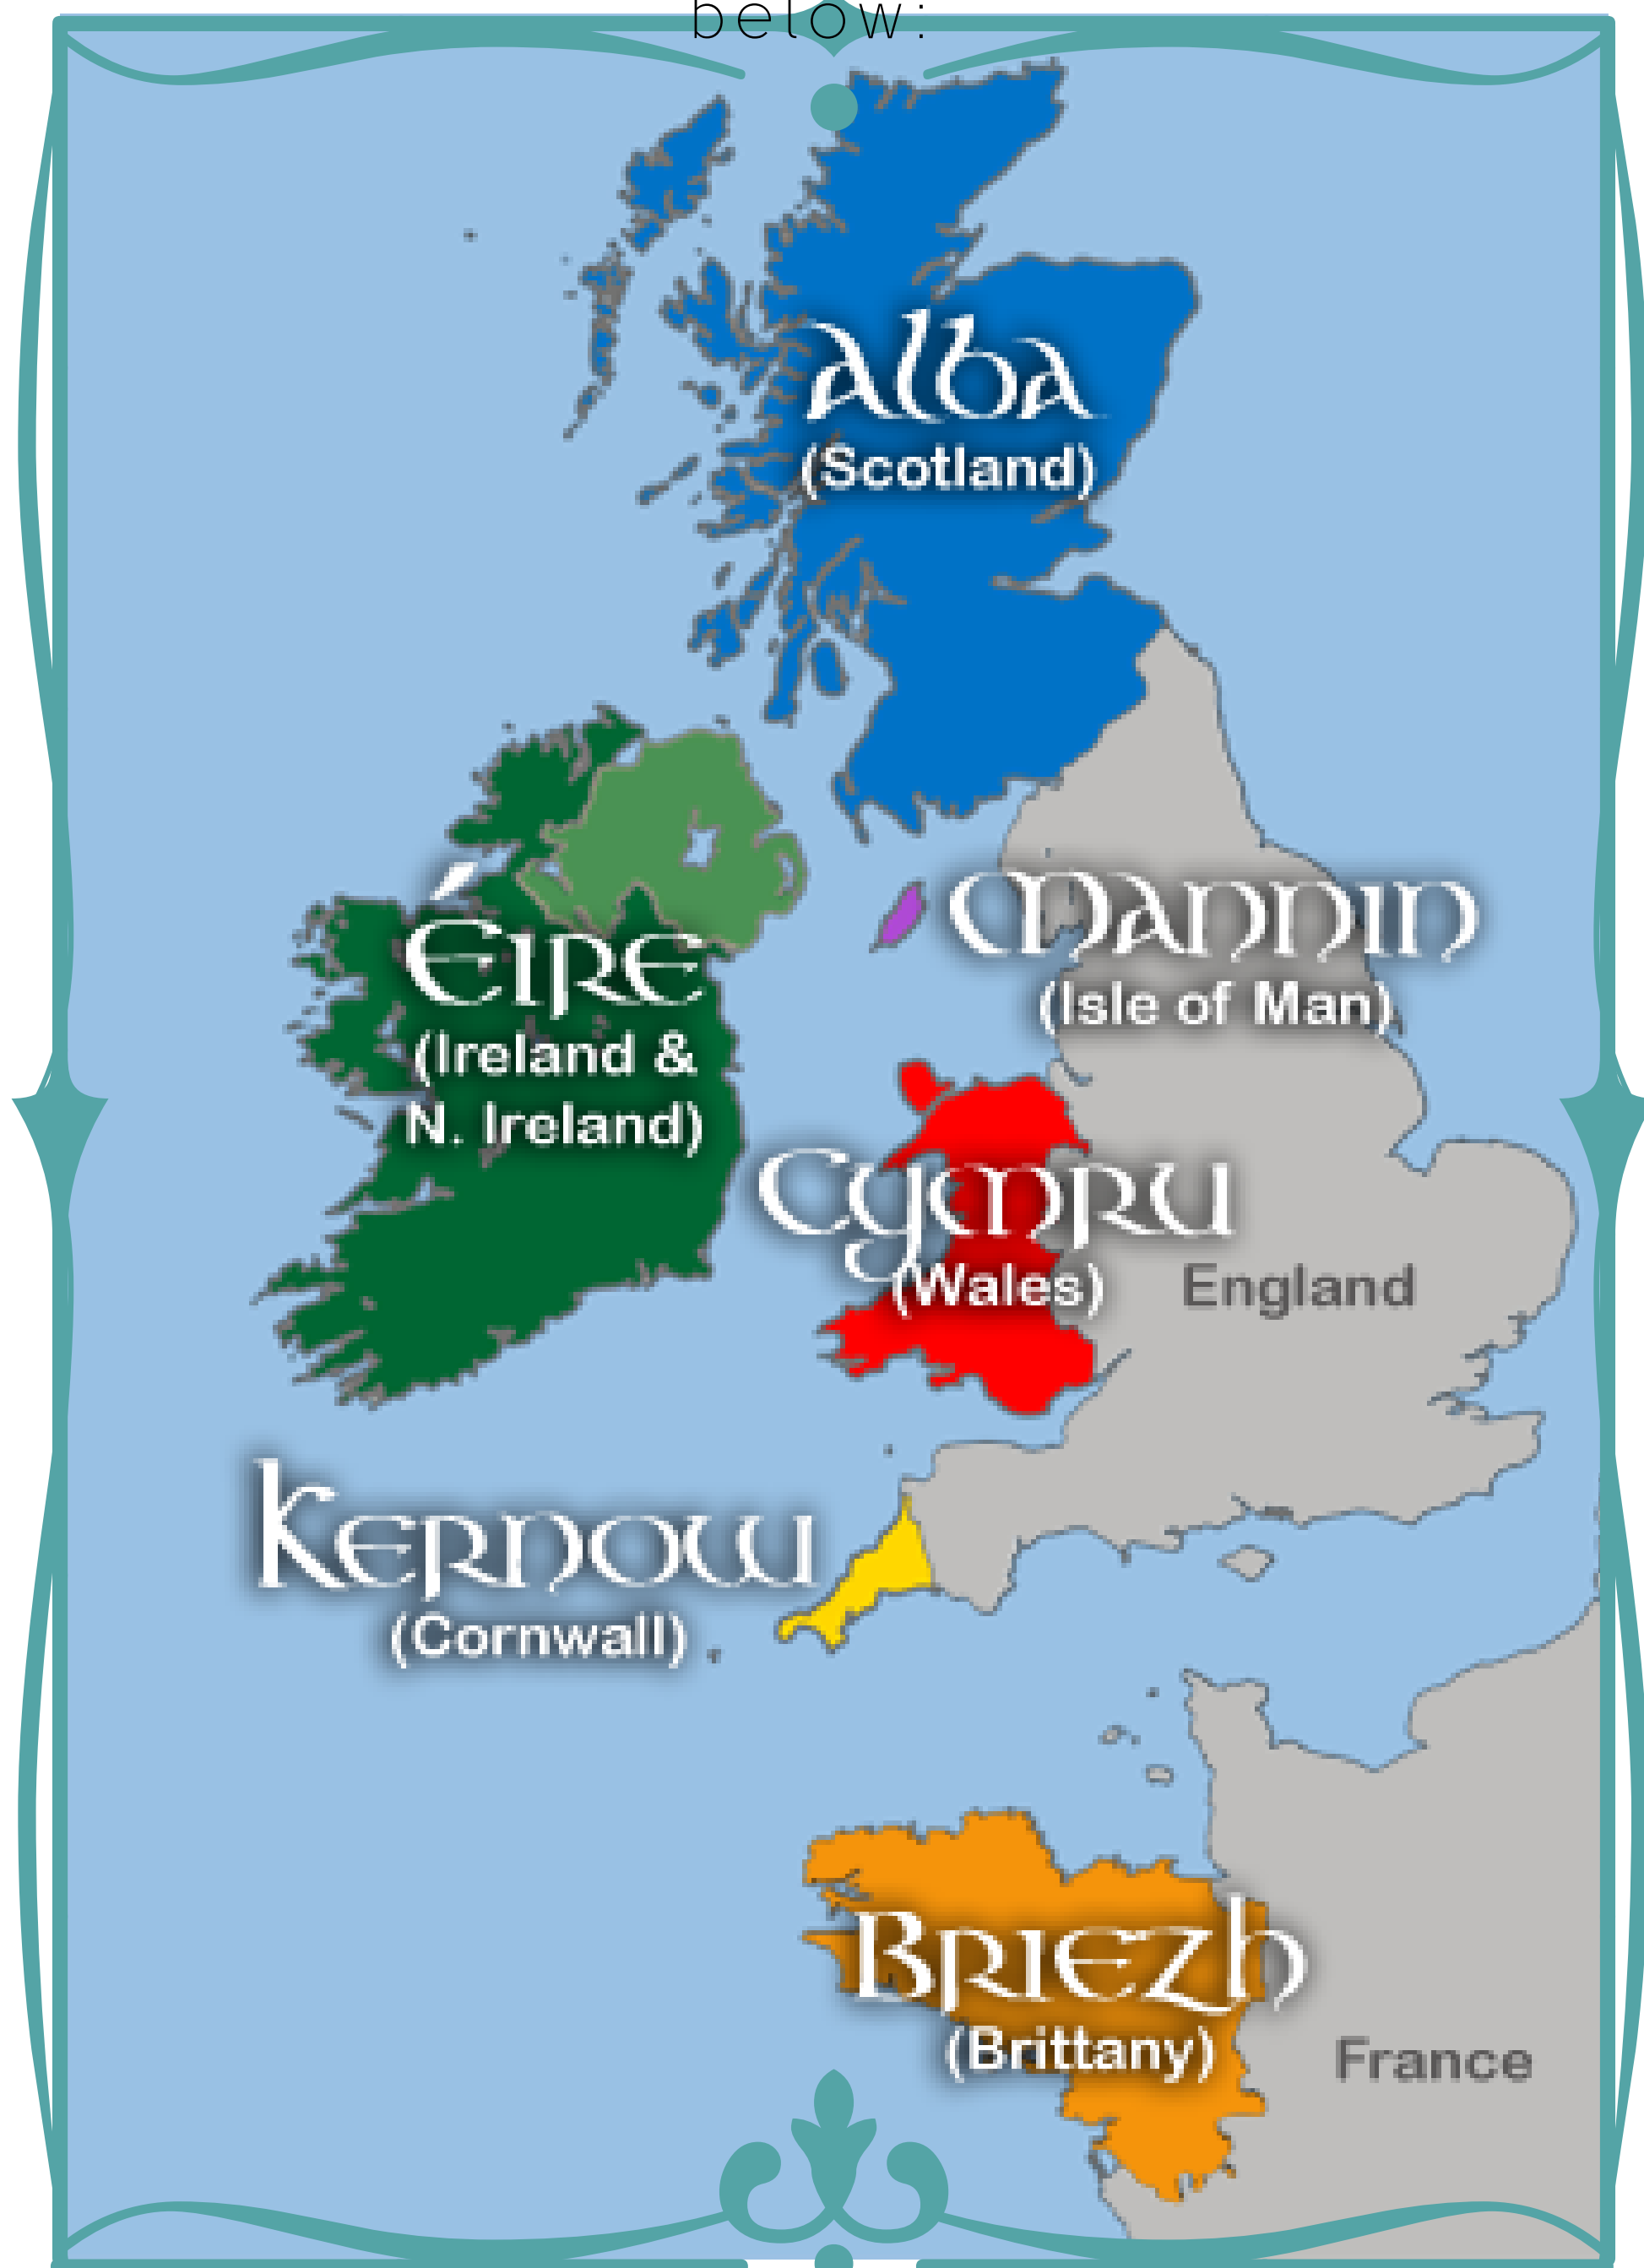 below:
Alba
(Scotland)
Mannin
(Isle of Man)
Éire
(Ireland &
N. Ireland)
Cymru
(Wales)
England
Kernow
(Cornwall)
Briezh
(Brittany)
France